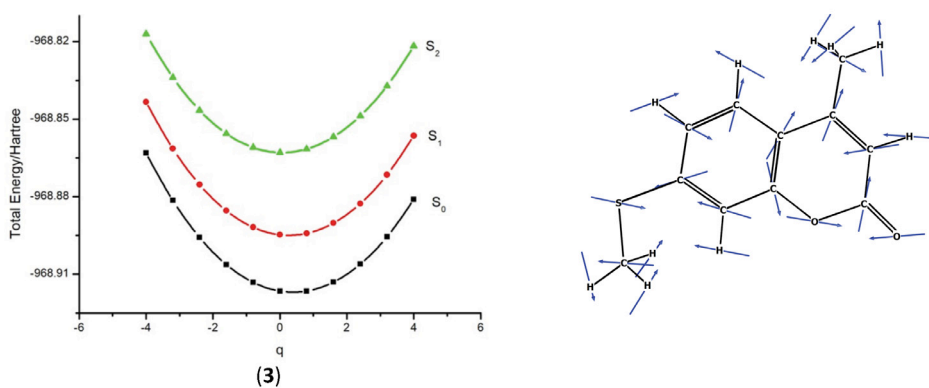 Total Energy/Hartree
-968.82
-968.85
-968.88
-968.91
S2
S1
S0
-6 -4 -2 0 2 4 6
q
(3)
H H H
C
H
H C C
C C C H
C C C
S C O O
H
C H
H H